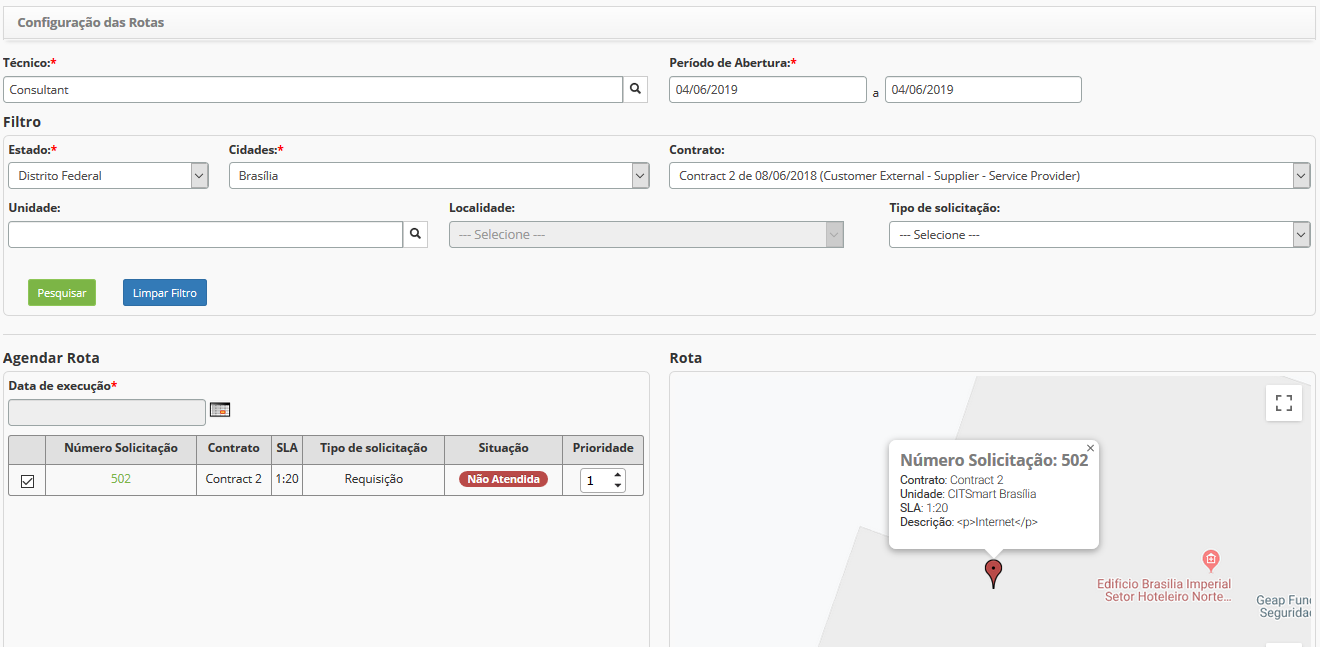 Configuração das Rotas
Técnico:*
Período de Abertura:*
Consultant
04/06/2019 a 04/06/2019
Filtro
Estado:* Cidades:* Contrato:
Distrito Federal Brasília Contract 2 de 08/06/2018 (Customer External - Supplier - Service Provider)
Unidade: Localidade: Tipo de solicitação:
--- Selecione --- --- Selecione ---
Pesquisar Limpar Filtro
Agendar Rota
Data de execução*
Número Solicitação Contrato SLA Tipo de solicitação Situação Prioridade
502 Contract 2 1:20 Requisição Não Atendida 1
Rota
Número Solicitação: 502
Contrato: Contract 2
Unidade: CITSmart Brasília
SLA: 1:20
Descrição: <p>Internet</p>
Edificio Brasilia Imperial
Setor Hoteleiro Norte...
Geap Fun
Segurida